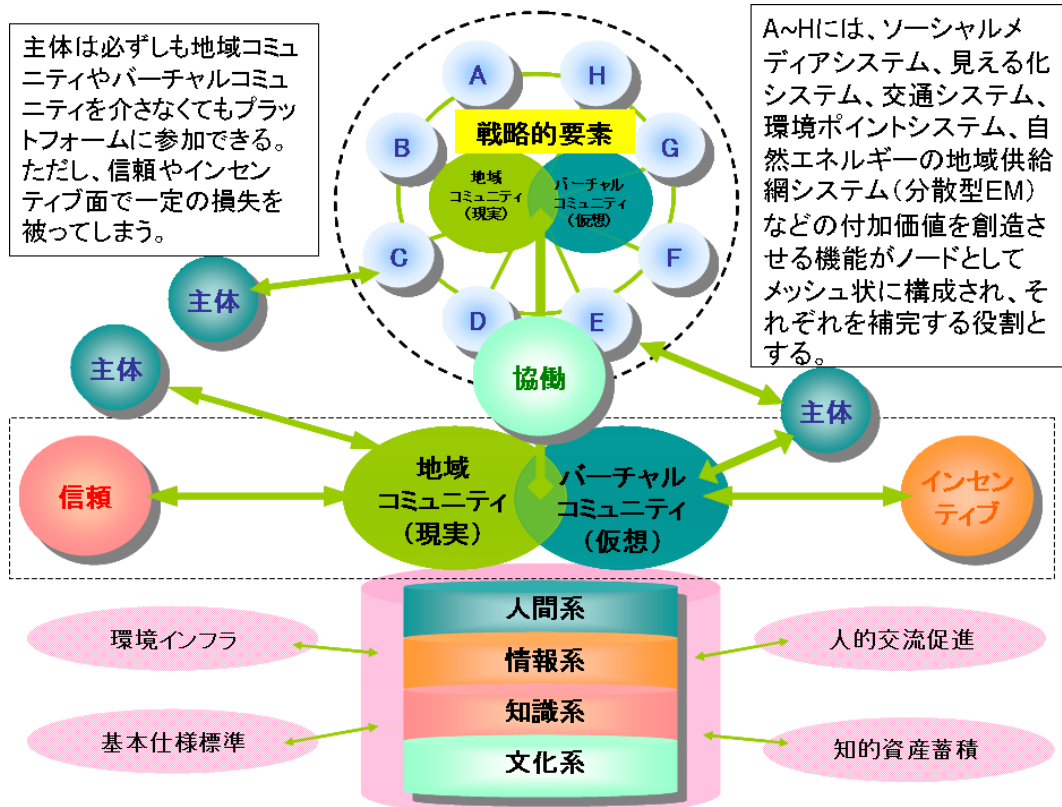 主体は必ずしも地域コミュ
ニティやバーチャルコミュ
ニティを介さなくてもプラッ
トフォームに参加できる。
ただし、信頼やインセン
ティブ面で一定の損失を
被ってしまう。
A~Hには、ソーシャルメ
ディアシステム、見える化
システム、交通システム、
環境ポイントシステム、自
然エネルギーの地域供給
網システム(分散型EM)
などの付加価値を創造さ
せる機能がノードとして
メッシュ状に構成され、そ
れぞれを補完する役割と
する。
A
H
B
戦略的要素
G
地域
コミュニティ
(現実)
バーチャル
コミュニティ
(仮想)
C
F
D
E
主体
主体
協働
主体
信頼
地域
コミュニティ
(現実)
バーチャル
コミュニティ
(仮想)
インセン
ティブ
人間系
環境インフラ
人的交流促進
情報系
知識系
基本仕様標準
知的資産蓄積
文化系